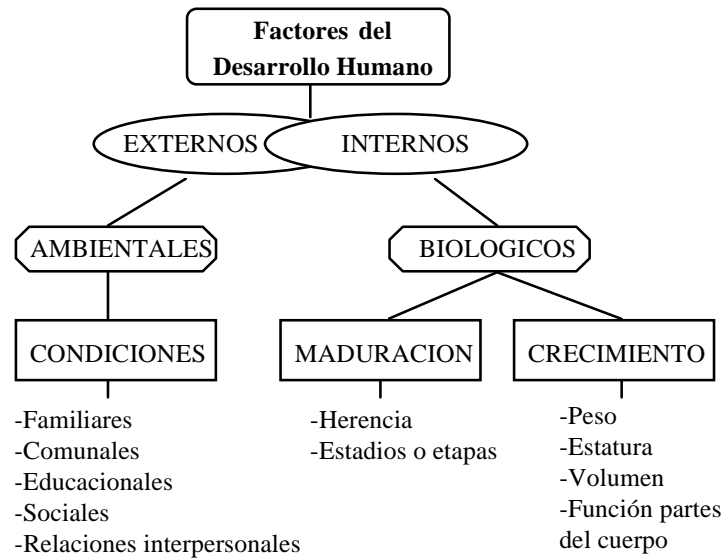 Factores del
Desarrollo Humano
EXTERNOS
INTERNOS
AMBIENTALES
BIOLOGICOS
CONDICIONES
MADURACION
CRECIMIENTO
-Familiares
-Comunales
-Educacionales
-Sociales
-Relaciones interpersonales
-Herencia
-Estadios o etapas
-Peso
-Estatura
-Volumen
-Función partes
del cuerpo